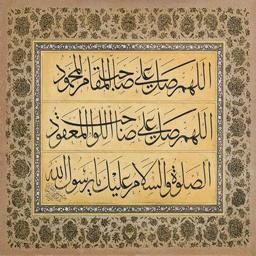 اللهم صل على صاحب المقام المحمود
اللهم صل على صاحب اللواء المعقود
الصلوة والسلام عليك يا رسول الله